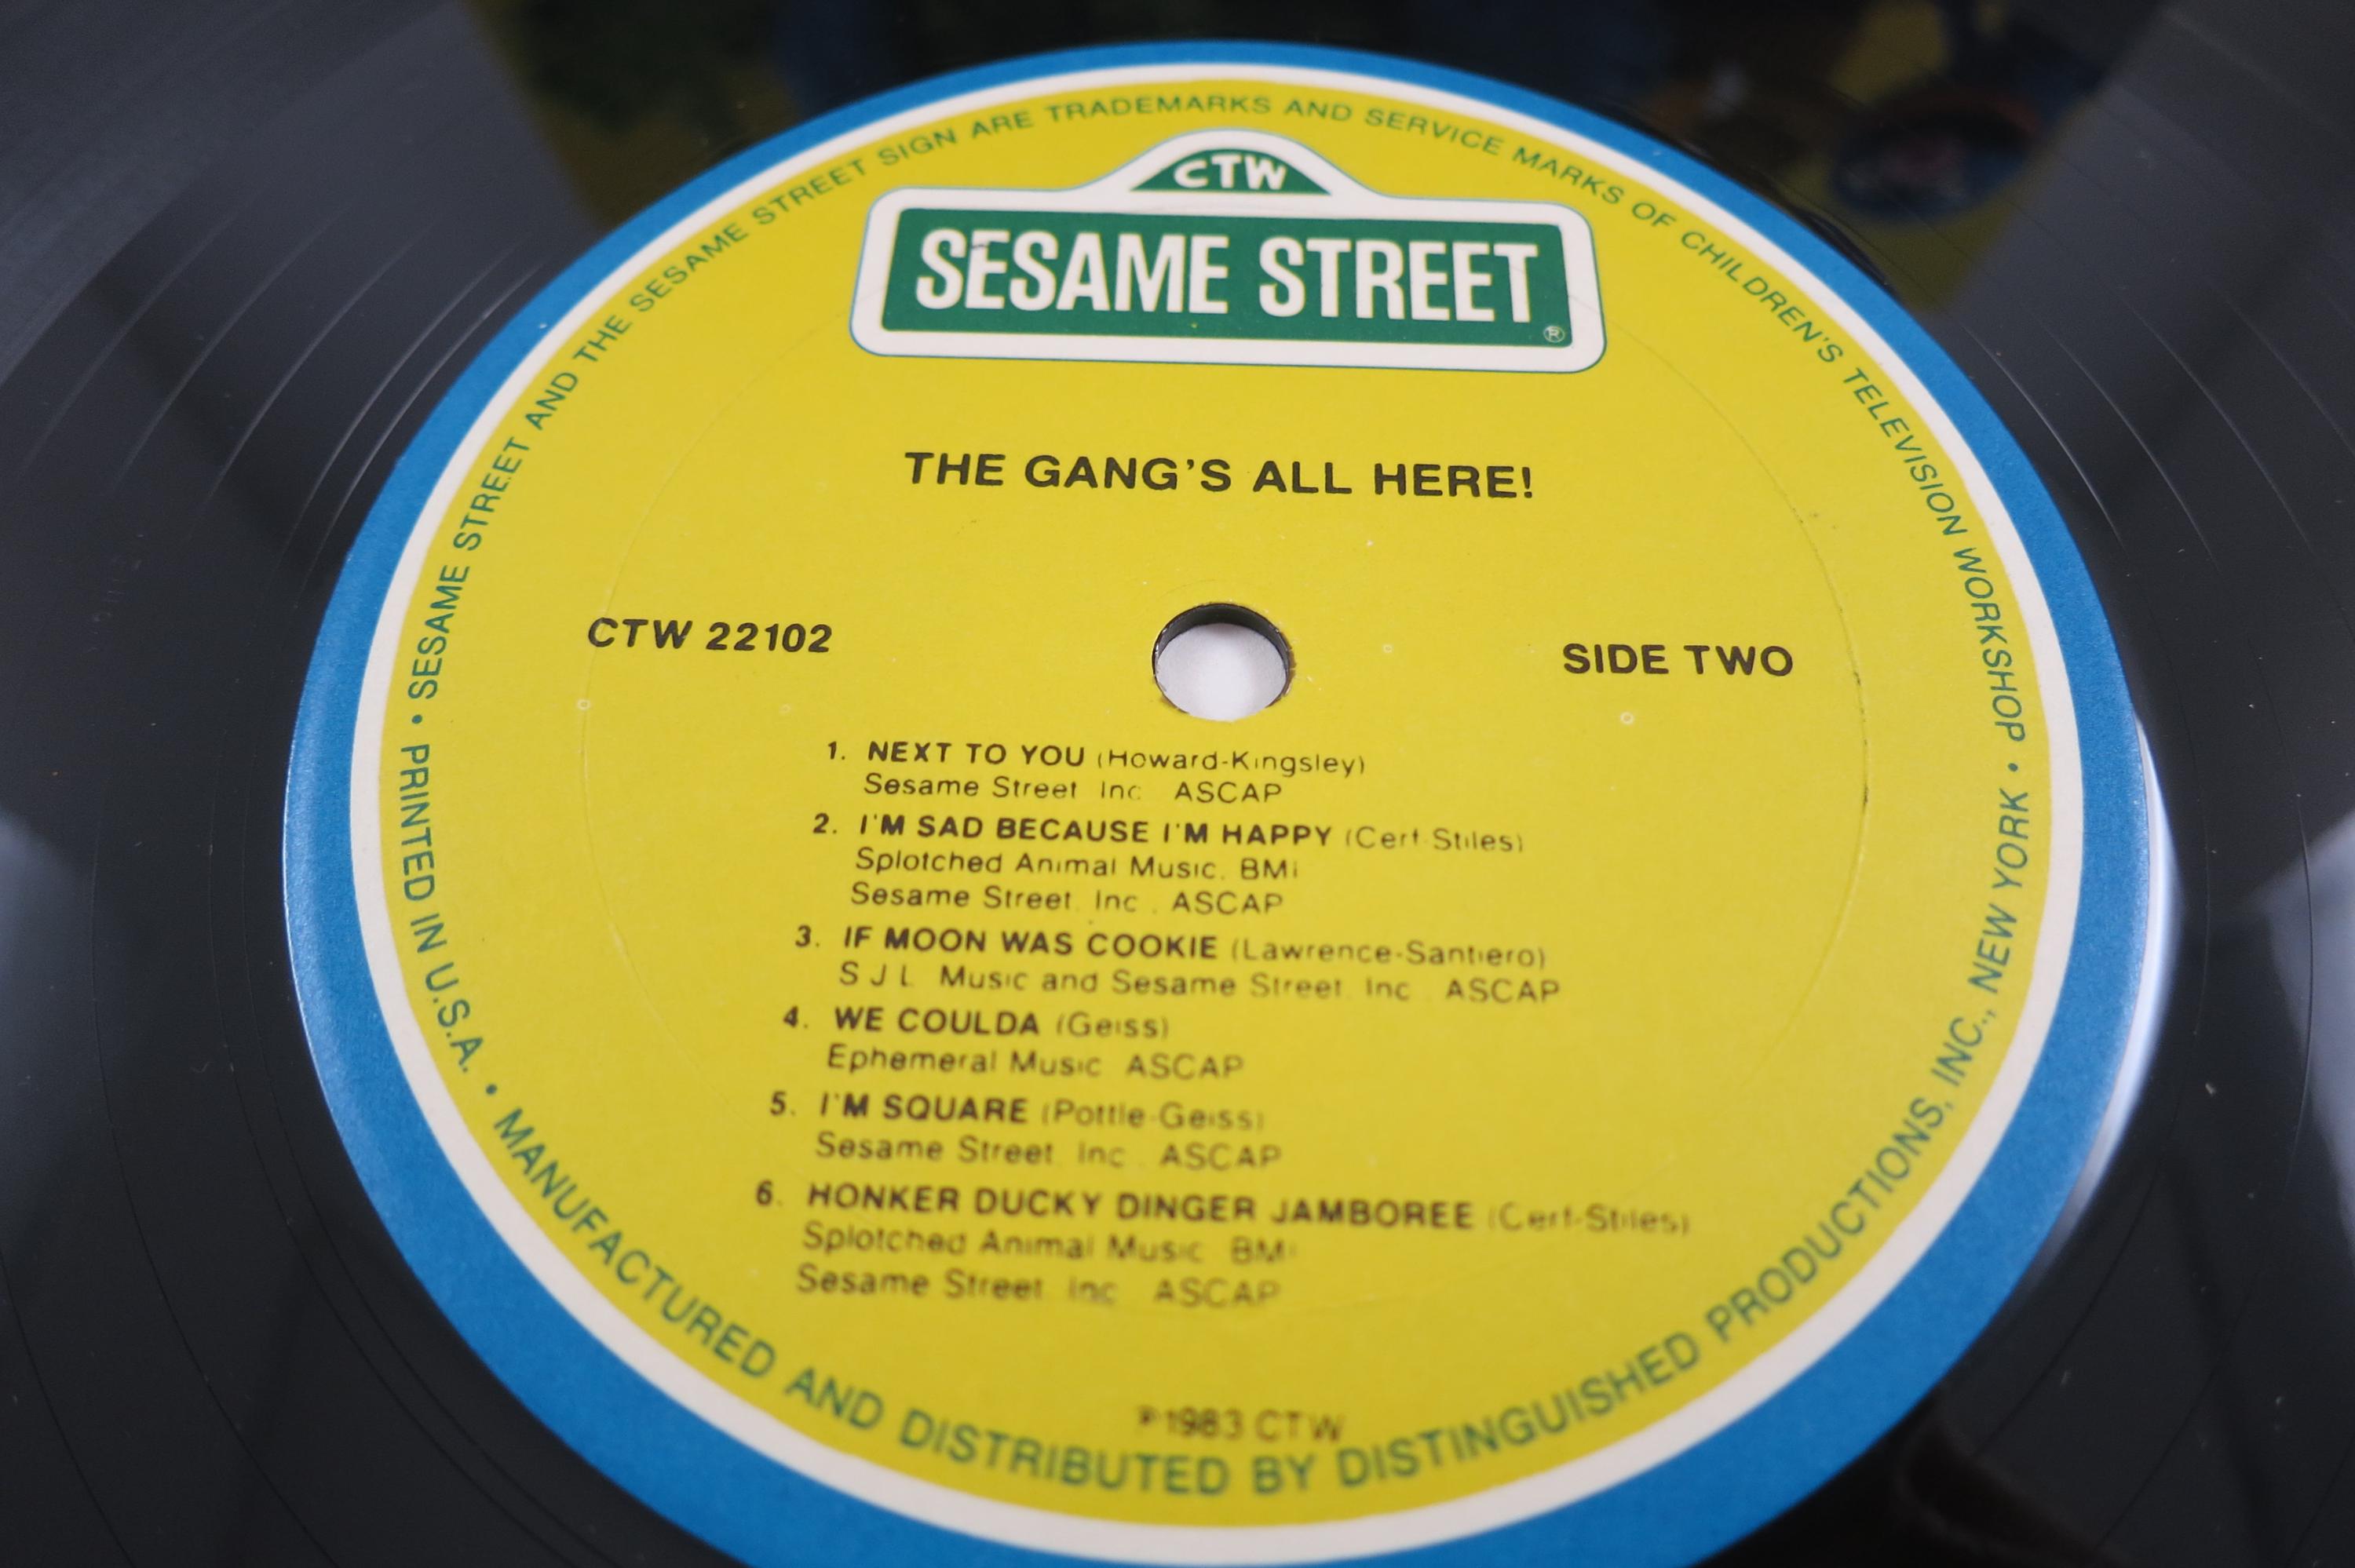 • SESAME STREET AND THE SESAME STREET SIGN ARE TRADEMARKS AND SERVICE MARKS OF CHILDREN'S TELEVISION WORKSHOP •
CTW
SESAME STREET
®
THE GANG'S ALL HERE!
CTW 22102
SIDE TWO
1. NEXT TO YOU (Howard-Kingsley)
Sesame Street Inc ASCAP
2. I'M SAD BECAUSE I'M HAPPY (Cerf-Stiles)
Splotched Animal Music. BMI
Sesame Street Inc . ASCAP
3. IF MOON WAS COOKIE (Lawrence-Santiero)
S J L Music and Sesame Street Inc . ASCAP
4. WE COULDA (Geiss)
Ephemeral Music ASCAP
5. I'M SQUARE (Pottle-Geiss)
Sesame Street Inc . ASCAP
6. HONKER DUCKY DINGER JAMBOREE (Cerf-Stiles)
Splotched Animal Music BMI
Sesame Street Inc ASCAP
℗1983 CTW
PRINTED IN U.S.A. • MANUFACTURED AND DISTRIBUTED BY DISTINGUISHED PRODUCTIONS, INC., NEW YORK